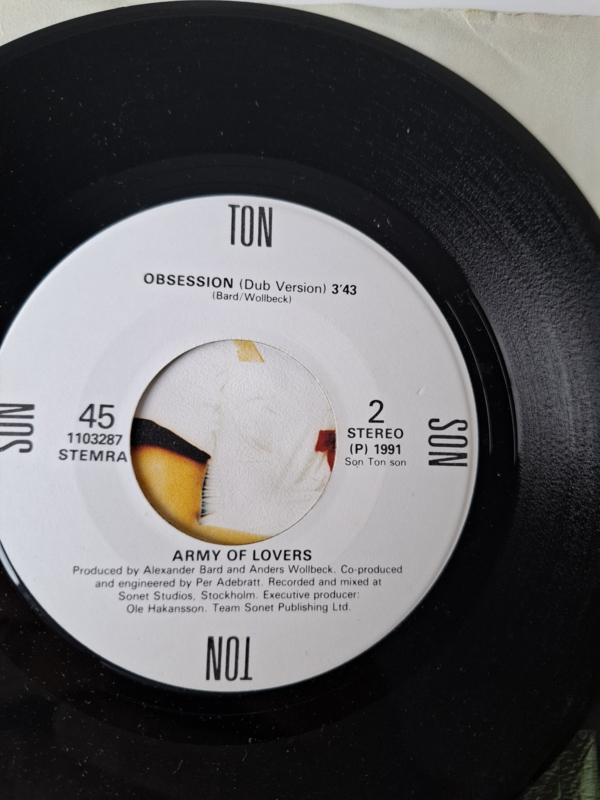 TON
OBSESSION (Dub Version) 3'43
(Bard/Wollbeck)
SON
45
1103287
STEMRA
2
STEREO
(P) 1991
Son Ton son
SON
ARMY OF LOVERS
Produced by Alexander Bard and Anders Wollbeck. Co-produced
and engineered by Per Adebratt. Recorded and mixed at
Sonet Studios, Stockholm. Executive producer:
Ole Hakansson. Team Sonet Publishing Ltd.
TON